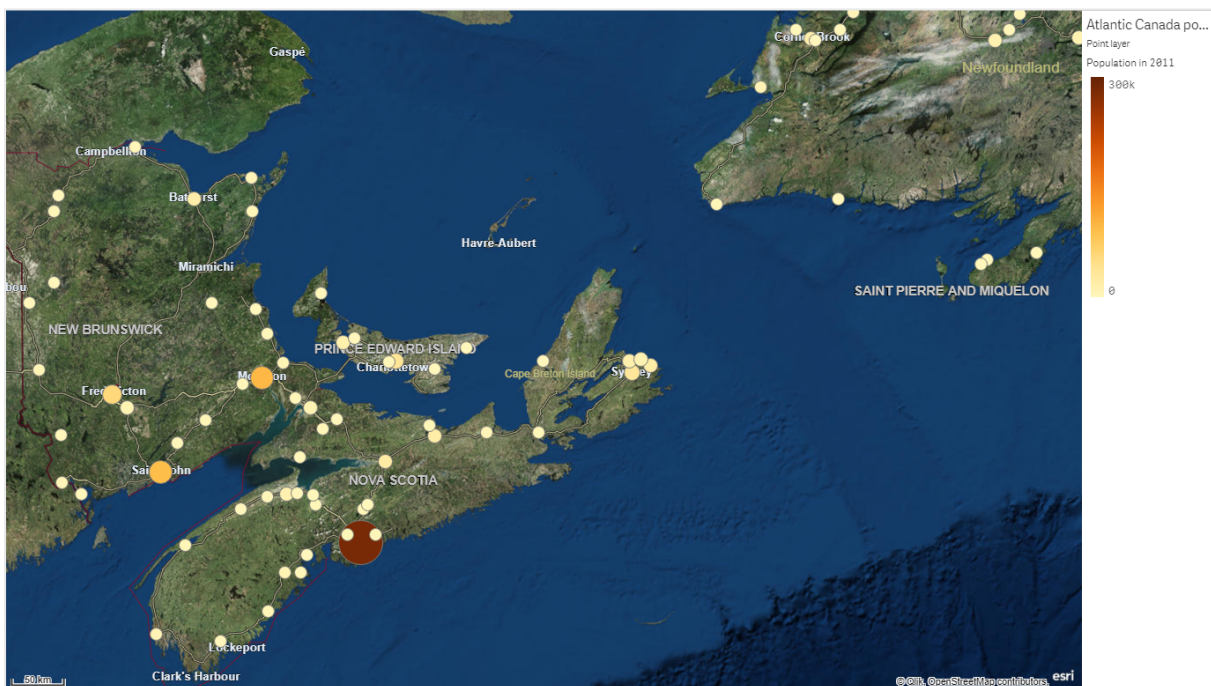 Gaspé
Corner Brook
Newfoundland
Campbellton
Bathurst
Havre-Aubert
Miramichi
bou
SAINT PIERRE AND MIQUELON
NEW BRUNSWICK
PRINCE EDWARD ISLAND
Charlottetown
Cape Breton Island
Sydney
Moncton
Fredericton
Saint John
NOVA SCOTIA
Lockeport
Clark's Harbour
50 km
© Qlik, OpenStreetMap contributors.
esri
Atlantic Canada po...
Point layer
Population in 2011
300k
0